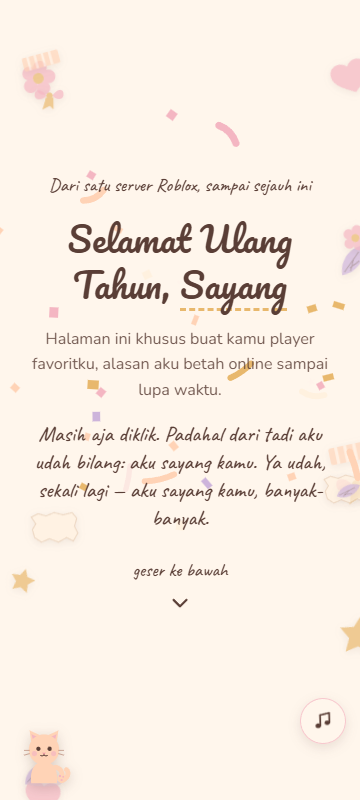 Dari satu server Roblox, sampai sejauh ini
Selamat Ulang
Tahun, Sayang
Halaman ini khusus buat kamu player
favoritku, alasan aku betah online sampai
lupa waktu.
Masih aja diklik. Padahal dari tadi aku
udah bilang: aku sayang kamu. Ya udah,
sekali lagi — aku sayang kamu, banyak-
banyak.
geser ke bawah